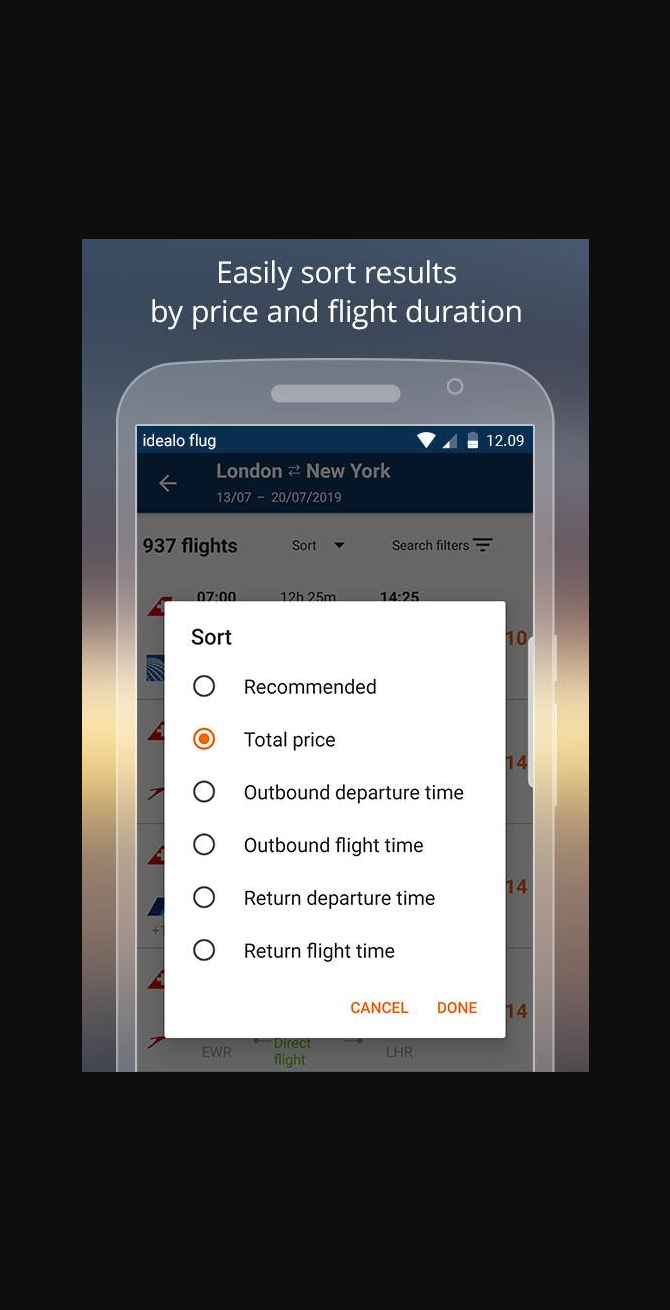 Easily sort results
by price and flight duration
idealo flug 12.09
London ⇄ New York
13/07 – 20/07/2019
937 flights Sort Search filters
07:00 12h 25m 14:25
10
Sort
Recommended
Total price
14
Outbound departure time
Outbound flight time
14
Return departure time
Return flight time
CANCEL DONE
14
Direct
EWR LHR
flight